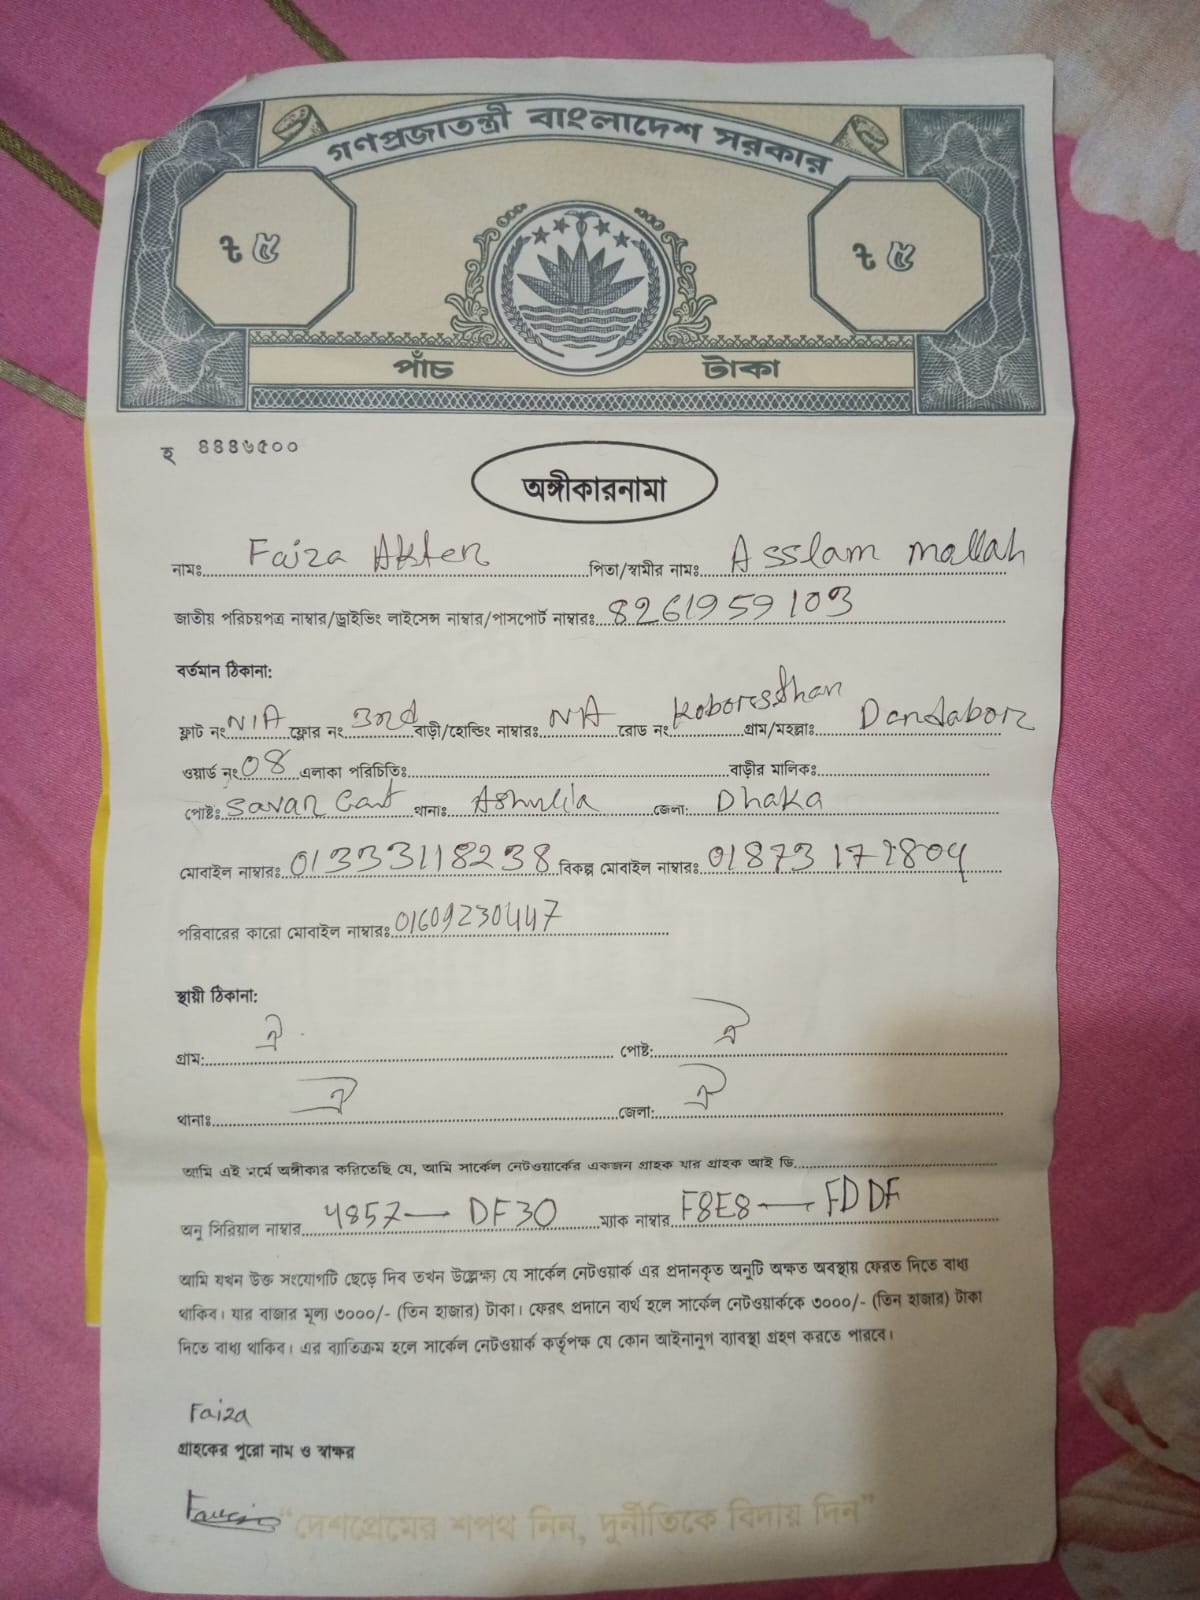 গণপ্রজাতন্ত্রী বাংলাদেশ সরকার
৳ ৫ ৳ ৫
পাঁচ টাকা
হ ৪৪৪৬৫০০
অঙ্গীকারনামা
নামঃ Faiza Akter পিতা/স্বামীর নামঃ Asslam mallah
জাতীয় পরিচয়পত্র নাম্বার/ড্রাইভিং লাইসেন্স নাম্বার/পাসপোর্ট নাম্বারঃ 8261959103
বর্তমান ঠিকানা:
ফ্লাট নং N/A ফ্লোর নং 3rd বাড়ী/হোল্ডিং নাম্বারঃ N/A রোড নং Koboresthan গ্রাম/মহল্লাঃ Dendabor
ওয়ার্ড নং 08 এলাকা পরিচিতিঃ বাড়ীর মালিকঃ
পোষ্টঃ Savar Cant থানাঃ Ashulia জেলা: Dhaka
মোবাইল নাম্বারঃ 01333118238 বিকল্প মোবাইল নাম্বারঃ
পরিবারের কারো মোবাইল নাম্বারঃ 01609230447
স্থায়ী ঠিকানা:
গ্রাম: ঐ পোষ্ট: ঐ
থানাঃ ঐ জেলা: ঐ
আমি এই মর্মে অঙ্গীকার করিতেছি যে, আমি সার্কেল নেটওয়ার্কের একজন গ্রাহক যার গ্রাহক আই ডি
অনু সিরিয়াল নাম্বার 4857 — DF30 ম্যাক নাম্বার F8E8 — FDDF
আমি যখন উক্ত সংযোগটি ছেড়ে দিব তখন উল্লেক্ষ্য যে সার্কেল নেটওয়ার্ক এর প্রদানকৃত অনুটি অক্ষত অবস্থায় ফেরত দিতে বাধ্য
থাকিব। যার বাজার মূল্য ৩০০০/- (তিন হাজার) টাকা। ফেরৎ প্রদানে ব্যর্থ হলে সার্কেল নেটওয়ার্ককে ৩০০০/- (তিন হাজার) টাকা
দিতে বাধ্য থাকিব। এর ব্যতিক্রম হলে সার্কেল নেটওয়ার্ক কর্তৃপক্ষ যে কোন আইনানুগ ব্যবস্থা গ্রহণ করতে পারবে।
Faiza
গ্রাহকের পুরো নাম ও স্বাক্ষর
"দেশপ্রেমের শপথ নিন, দুর্নীতিকে বিদায় দিন"